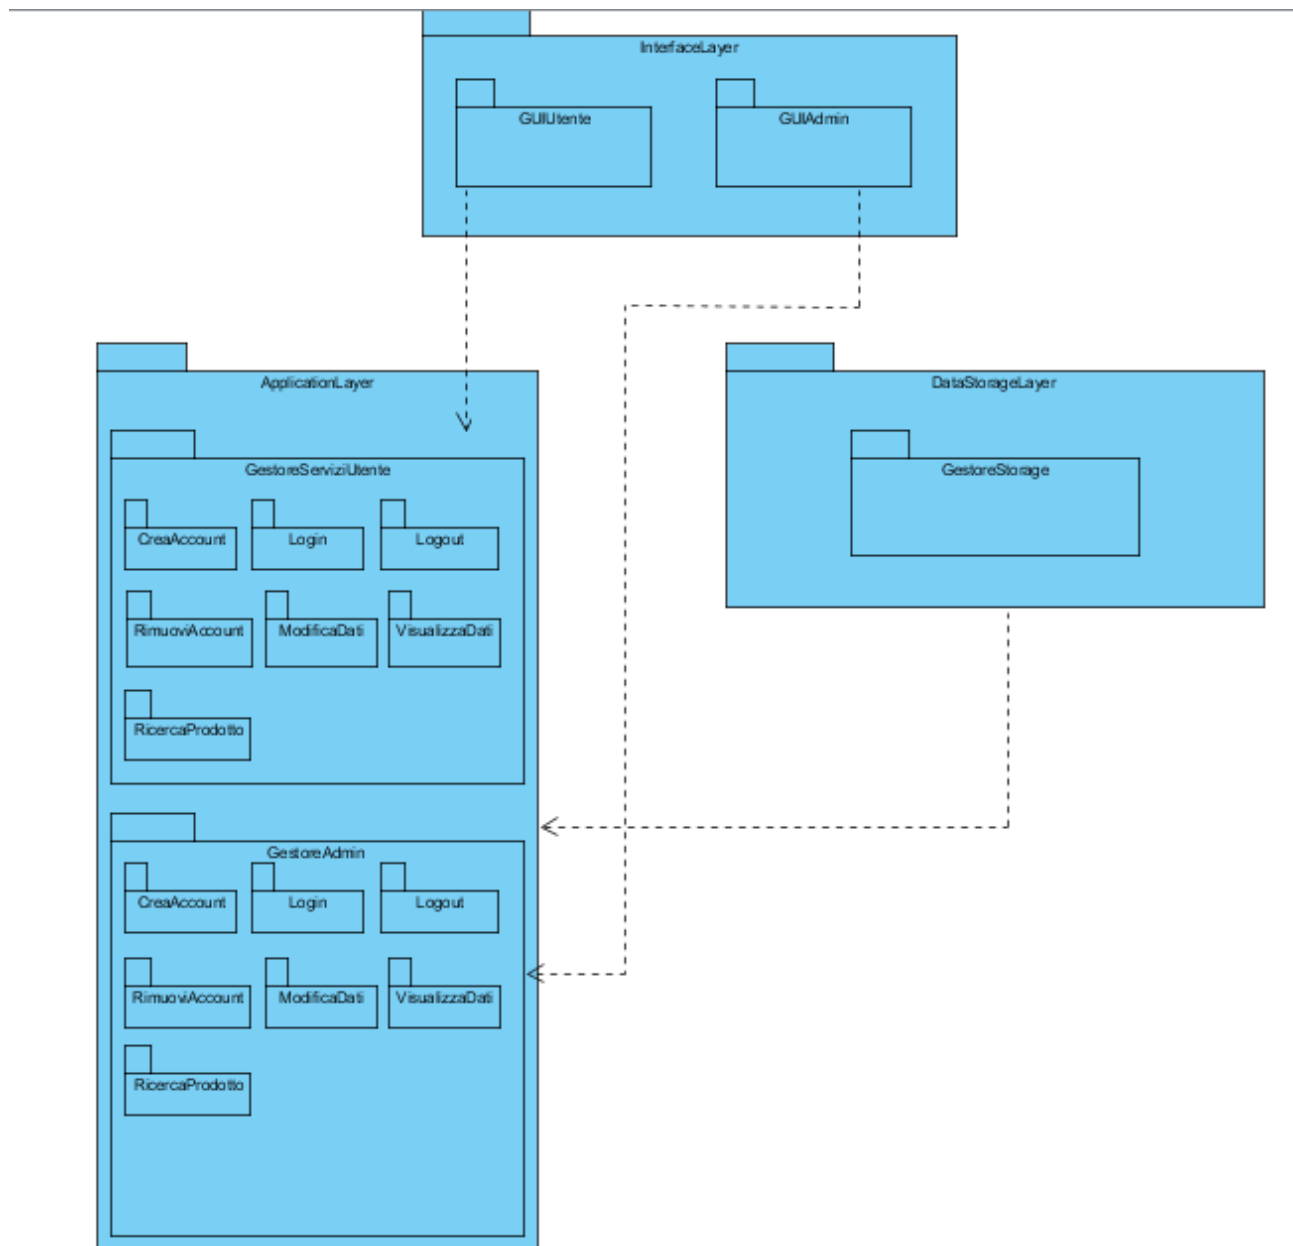 InterfaceLayer
GUIUtente
GUIAdmin
ApplicationLayer
GestoreServiziUtente
CreaAccount
Login
Logout
RimuoviAccount
ModificaDati
VisualizzaDati
RicercaProdotto
GestoreAdmin
CreaAccount
Login
Logout
RimuoviAccount
ModificaDati
VisualizzaDati
RicercaProdotto
DataStorageLayer
GestoreStorage